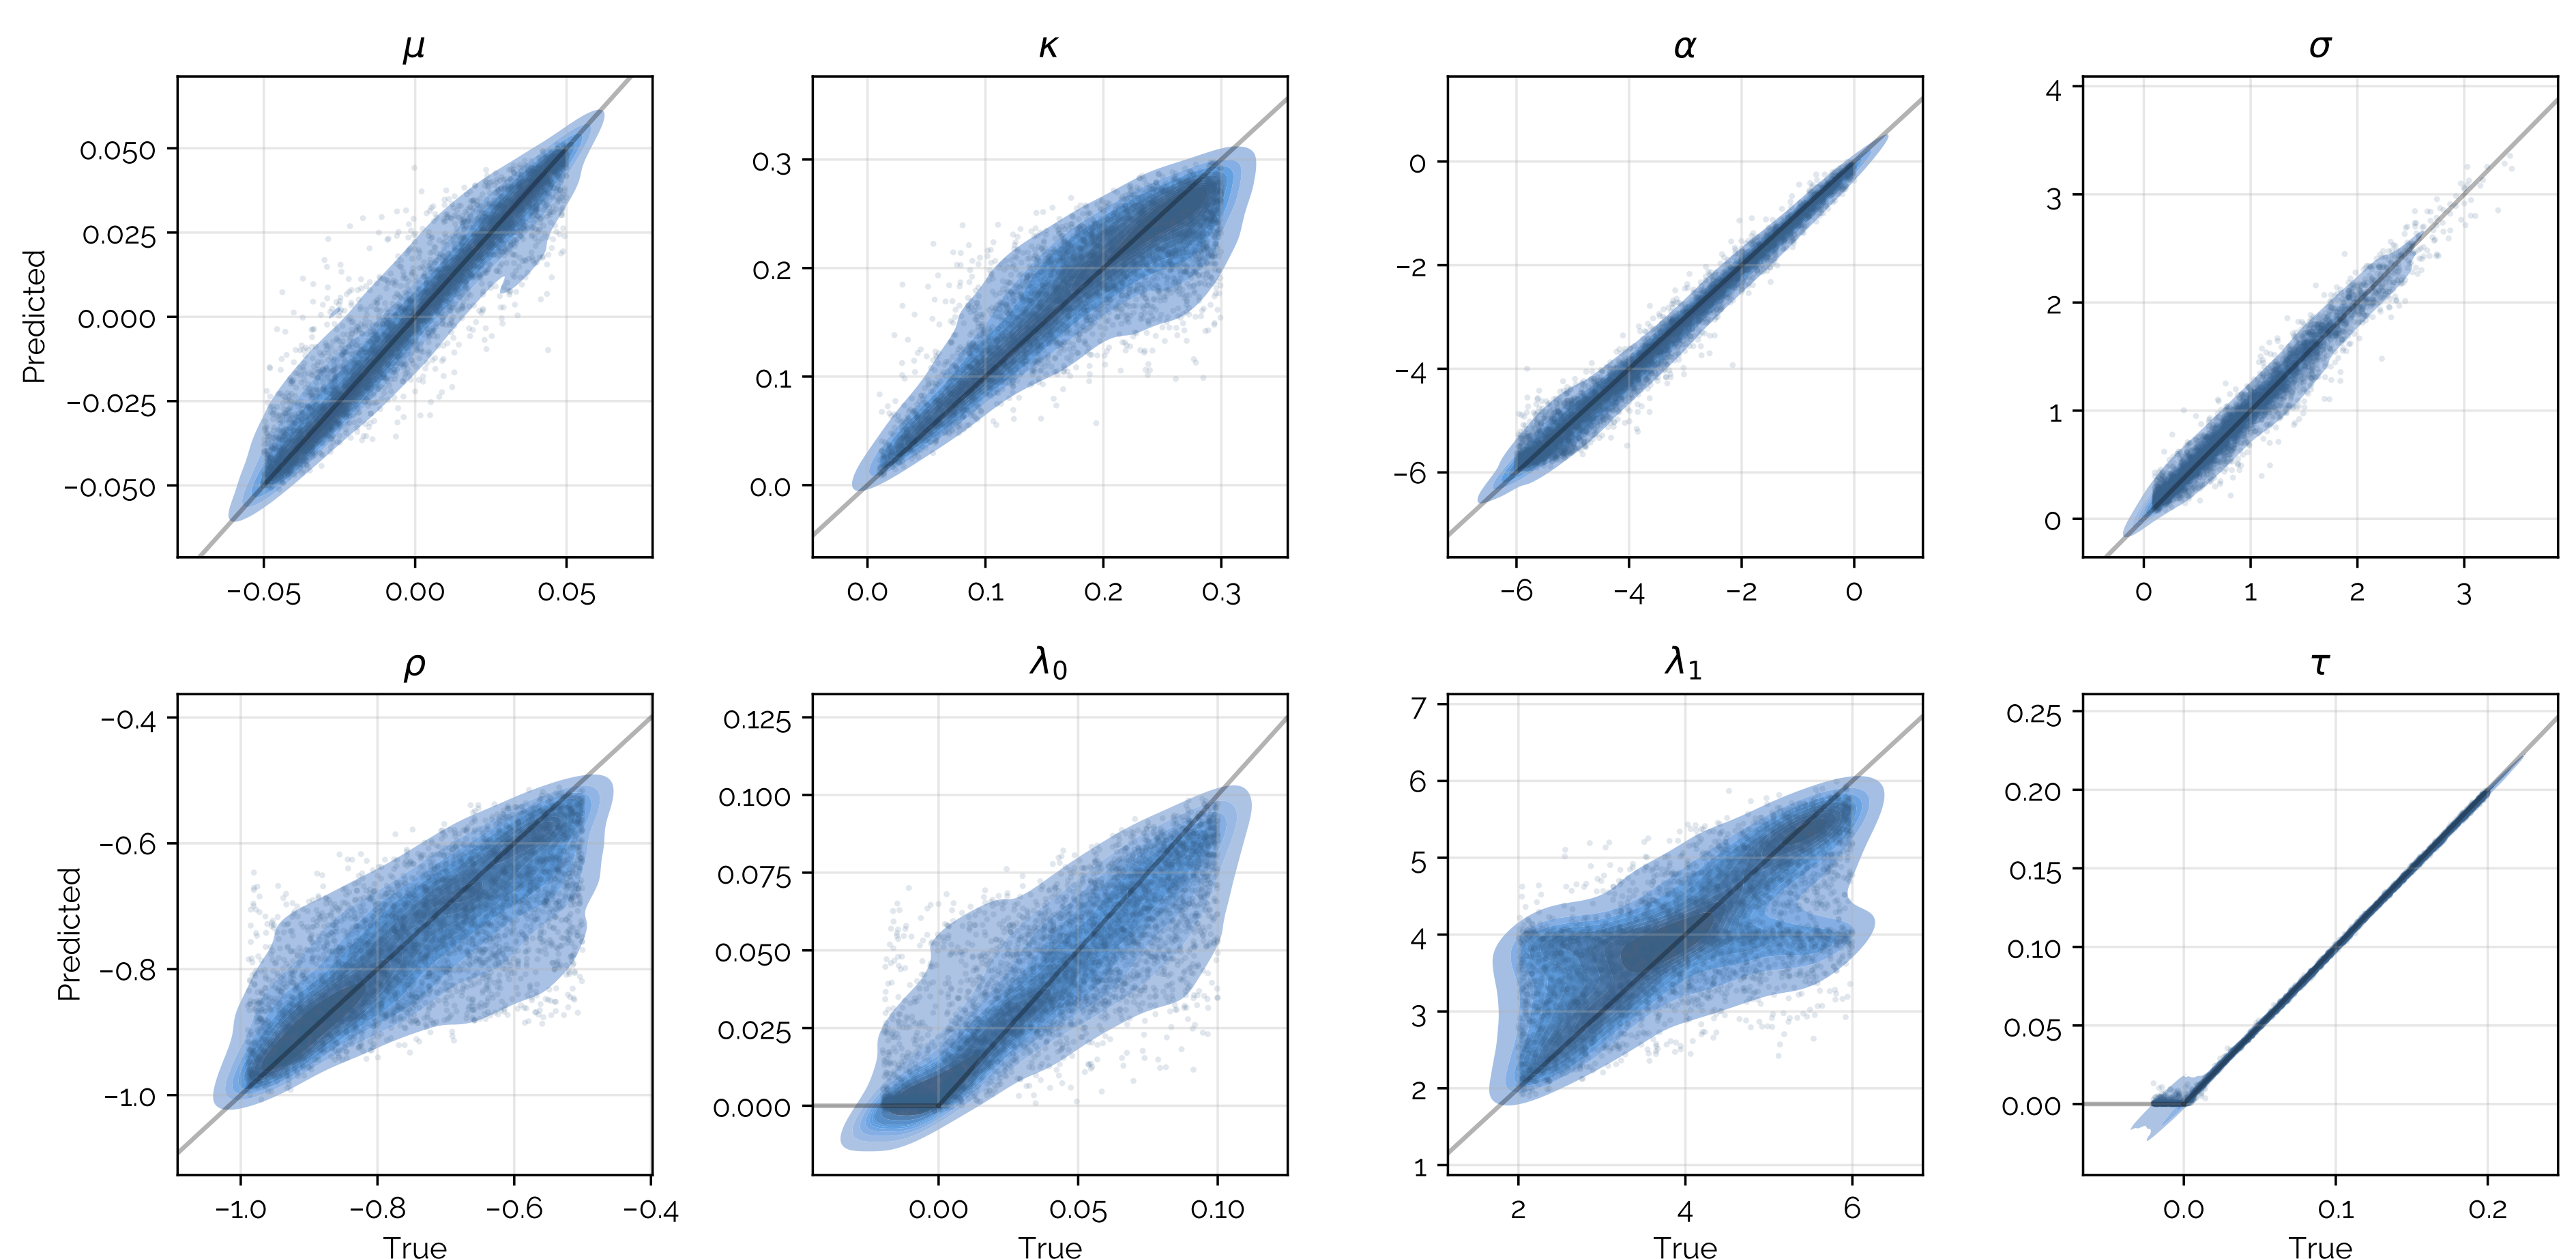 μ
κ
α
σ
Predicted
0.050
0.025
0.000
−0.025
−0.050
−0.05 0.00 0.05
0.3
0.2
0.1
0.0
0.0 0.1 0.2 0.3
0
−2
−4
−6
−6 −4 −2 0
4
3
2
1
0
0 1 2 3
ρ
λ₀
λ₁
τ
Predicted
−0.4
−0.6
−0.8
−1.0
−1.0 −0.8 −0.6 −0.4
True
0.125
0.100
0.075
0.050
0.025
0.000
0.00 0.05 0.10
True
7
6
5
4
3
2
1
2 4 6
True
0.25
0.20
0.15
0.10
0.05
0.00
0.0 0.1 0.2
True